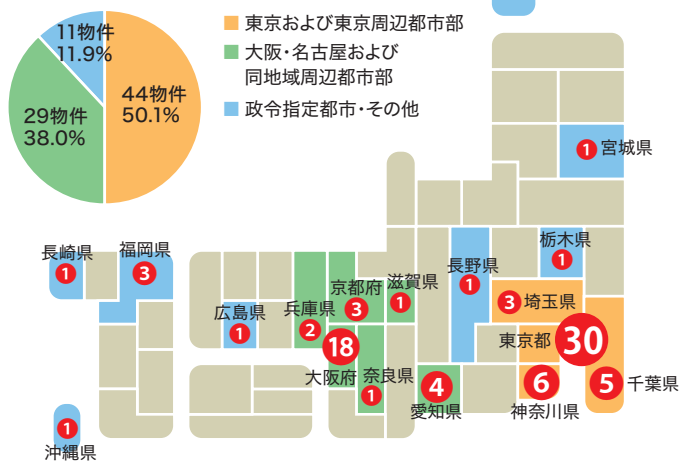 11物件
11.9%
29物件
38.0%
44物件
50.1%
東京および東京周辺都市部
大阪・名古屋および
同地域周辺都市部
政令指定都市・その他
1 宮城県
長崎県
1
福岡県
3
栃木県
1
長野県
1
滋賀県
1
京都府
3
兵庫県
2
広島県
1
3 埼玉県
東京都 30
18
大阪府
奈良県
1
4
愛知県
6
神奈川県
5 千葉県
1
沖縄県